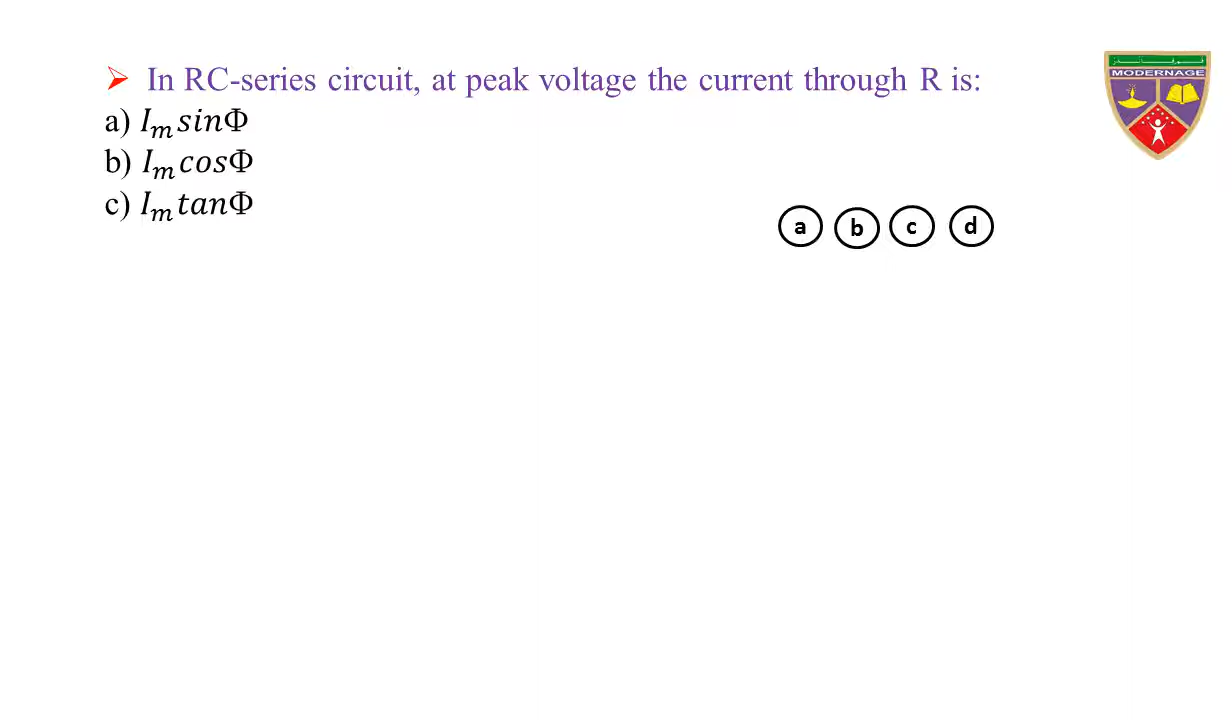 In RC-series circuit, at peak voltage the current through R is:
a) I_m sinΦ
b) I_m cosΦ
c) I_m tanΦ
a b c d
MODERNAGE